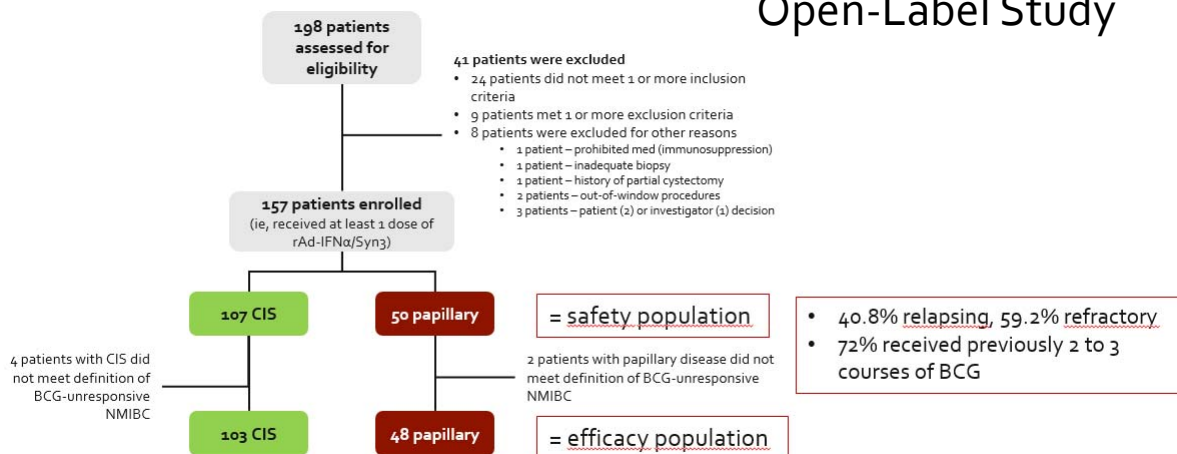 Open-Label Study
198 patients
assessed for
eligibility
41 patients were excluded
• 24 patients did not meet 1 or more inclusion
criteria
• 9 patients met 1 or more exclusion criteria
• 8 patients were excluded for other reasons
• 1 patient – prohibited med (immunosuppression)
• 1 patient – inadequate biopsy
• 1 patient – history of partial cystectomy
• 2 patients – out-of-window procedures
• 3 patients – patient (2) or investigator (1) decision
157 patients enrolled
(ie, received at least 1 dose of
rAd-IFNα/Syn3)
107 CIS
50 papillary
= safety population
• 40.8% relapsing, 59.2% refractory
• 72% received previously 2 to 3
courses of BCG
4 patients with CIS did
not meet definition of
BCG-unresponsive
NMIBC
2 patients with papillary disease did not
meet definition of BCG-unresponsive
NMIBC
103 CIS
48 papillary
= efficacy population